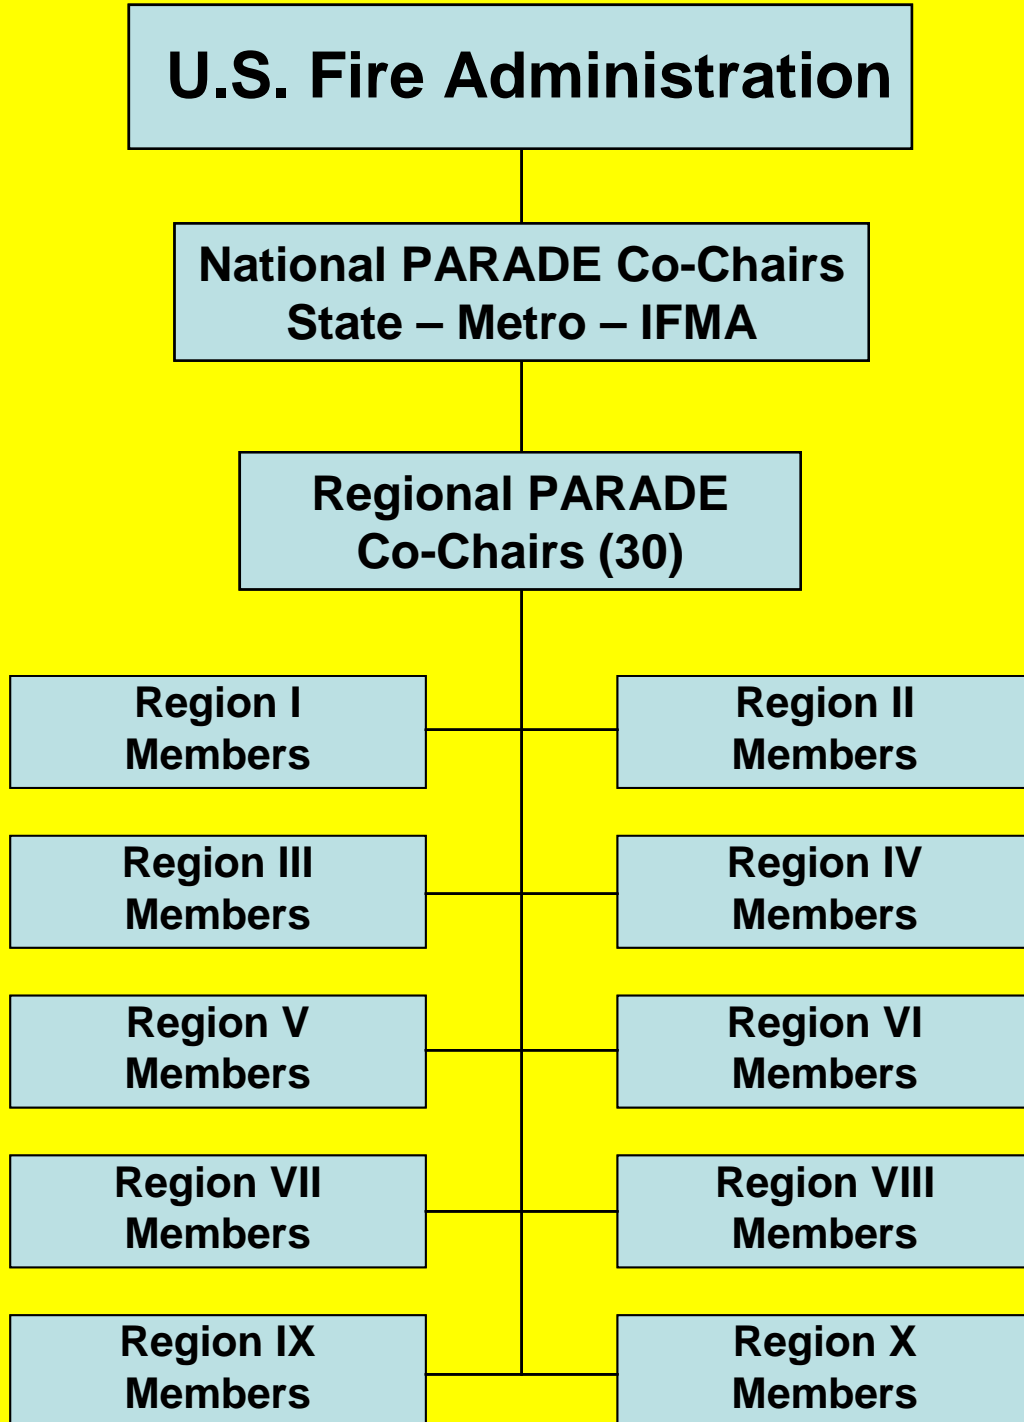 U.S. Fire Administration
National PARADE Co-Chairs
State – Metro – IFMA
Regional PARADE
Co-Chairs (30)
Region I
Members
Region II
Members
Region III
Members
Region IV
Members
Region V
Members
Region VI
Members
Region VII
Members
Region VIII
Members
Region IX
Members
Region X
Members